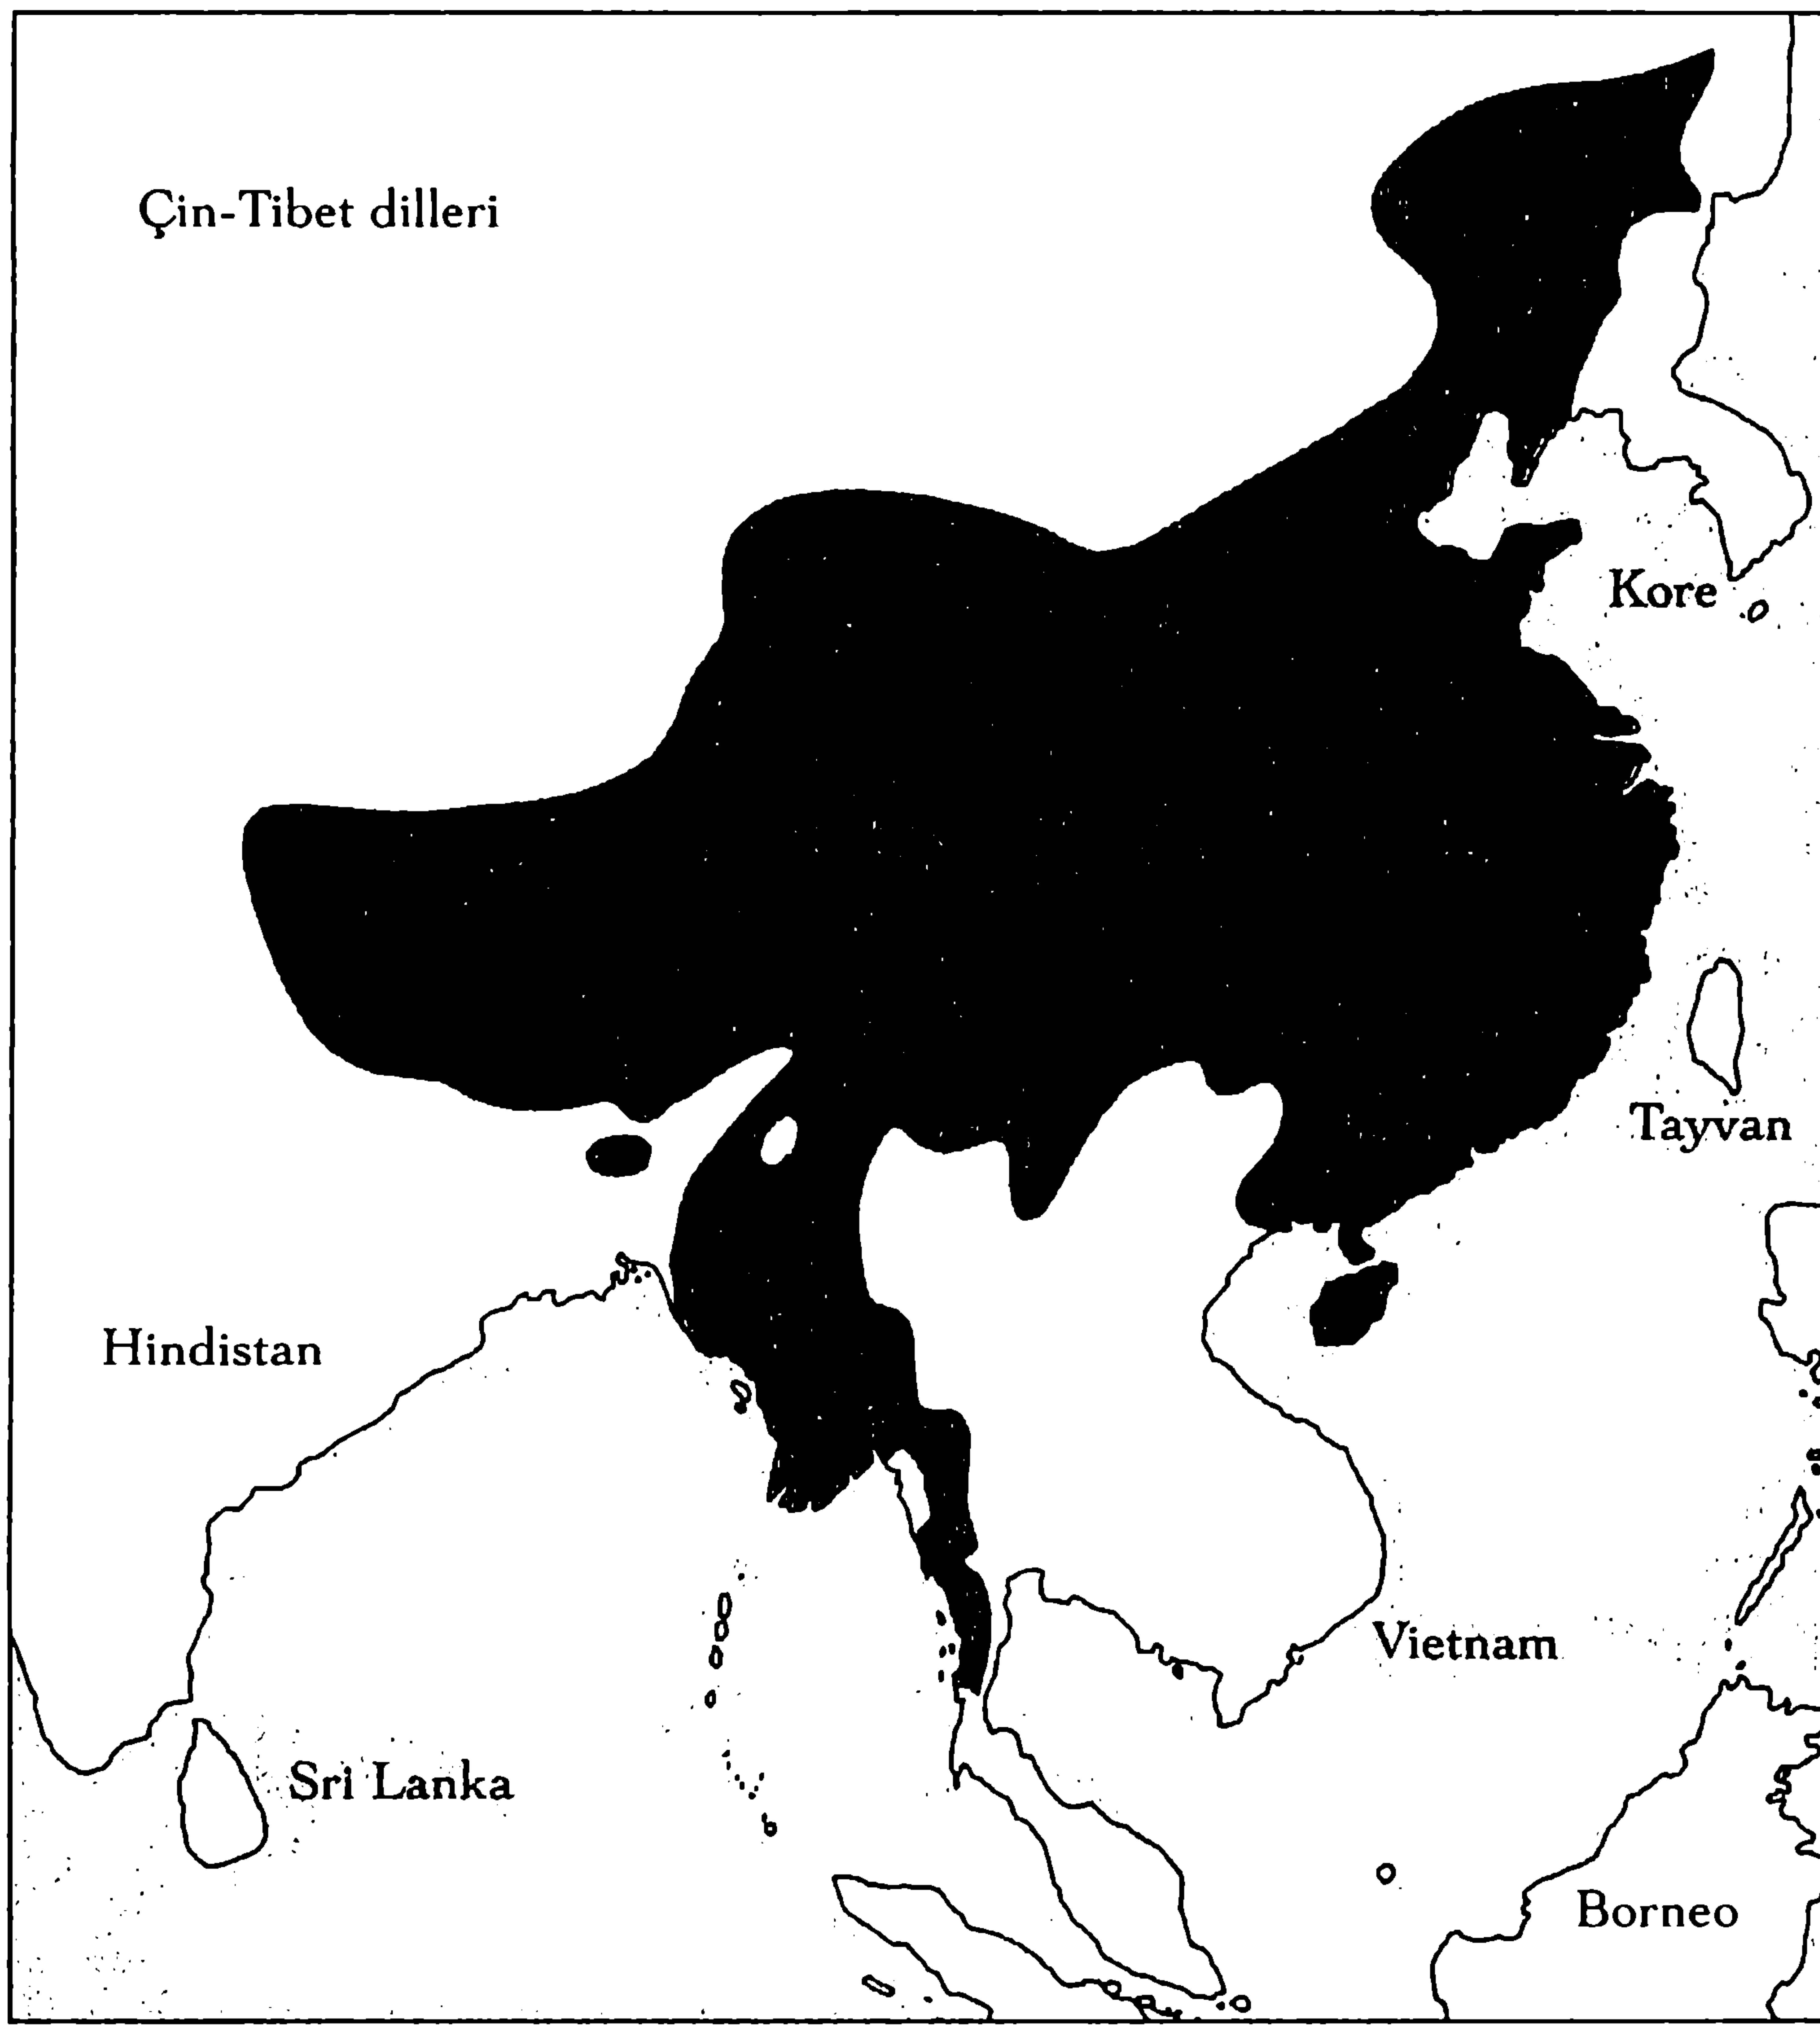 Çin-Tibet dilleri
Kore
Tayvan
Hindistan
Vietnam
Sri Lanka
Borneo